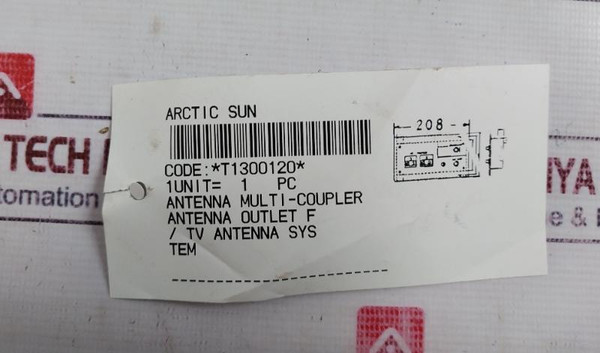 ARCTIC SUN
CODE:*T1300120*
1UNIT= 1 PC
ANTENNA MULTI-COUPLER
ANTENNA OUTLET F
/ TV ANTENNA SYS
TEM
208
TECH
utomation
IYA
e &